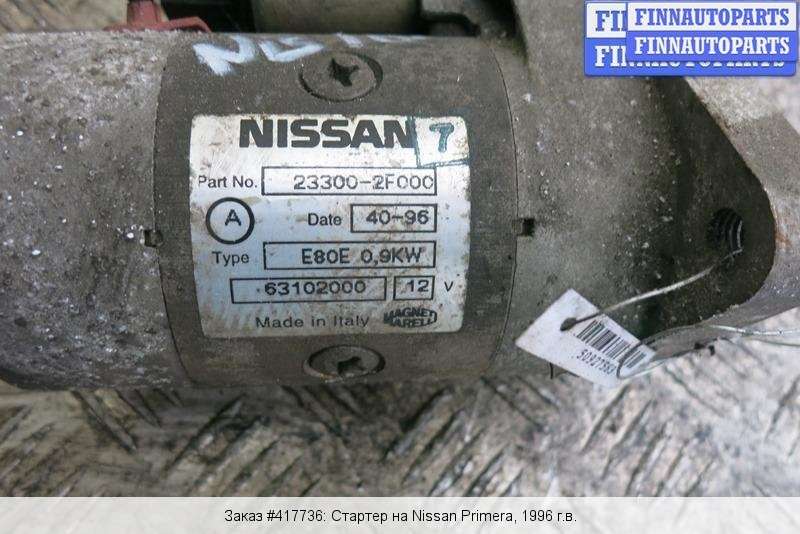 FINNAUTOPARTS
FINNAUTOPARTS
FINNAUTOPARTS
NISSAN 7
Part No. 23300-2F000
A Date 40-96
Type E80E 0,9KW
63102000 12 V
Made in Italy MAGNETI MARELLI
Заказ #417736: Стартер на Nissan Primera, 1996 г.в.